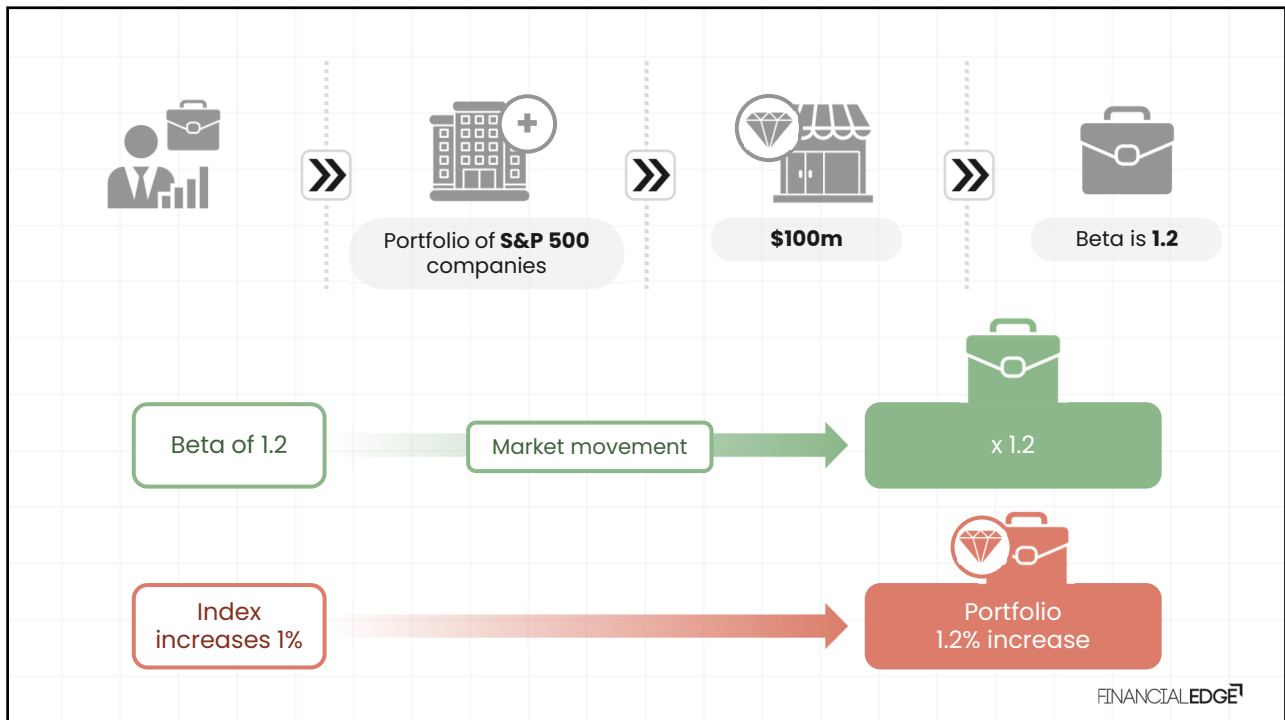 Portfolio of S&P 500
companies
$100m
Beta is 1.2
Beta of 1.2
Market movement
x 1.2
Index
increases 1%
Portfolio
1.2% increase
FINANCIALEDGE